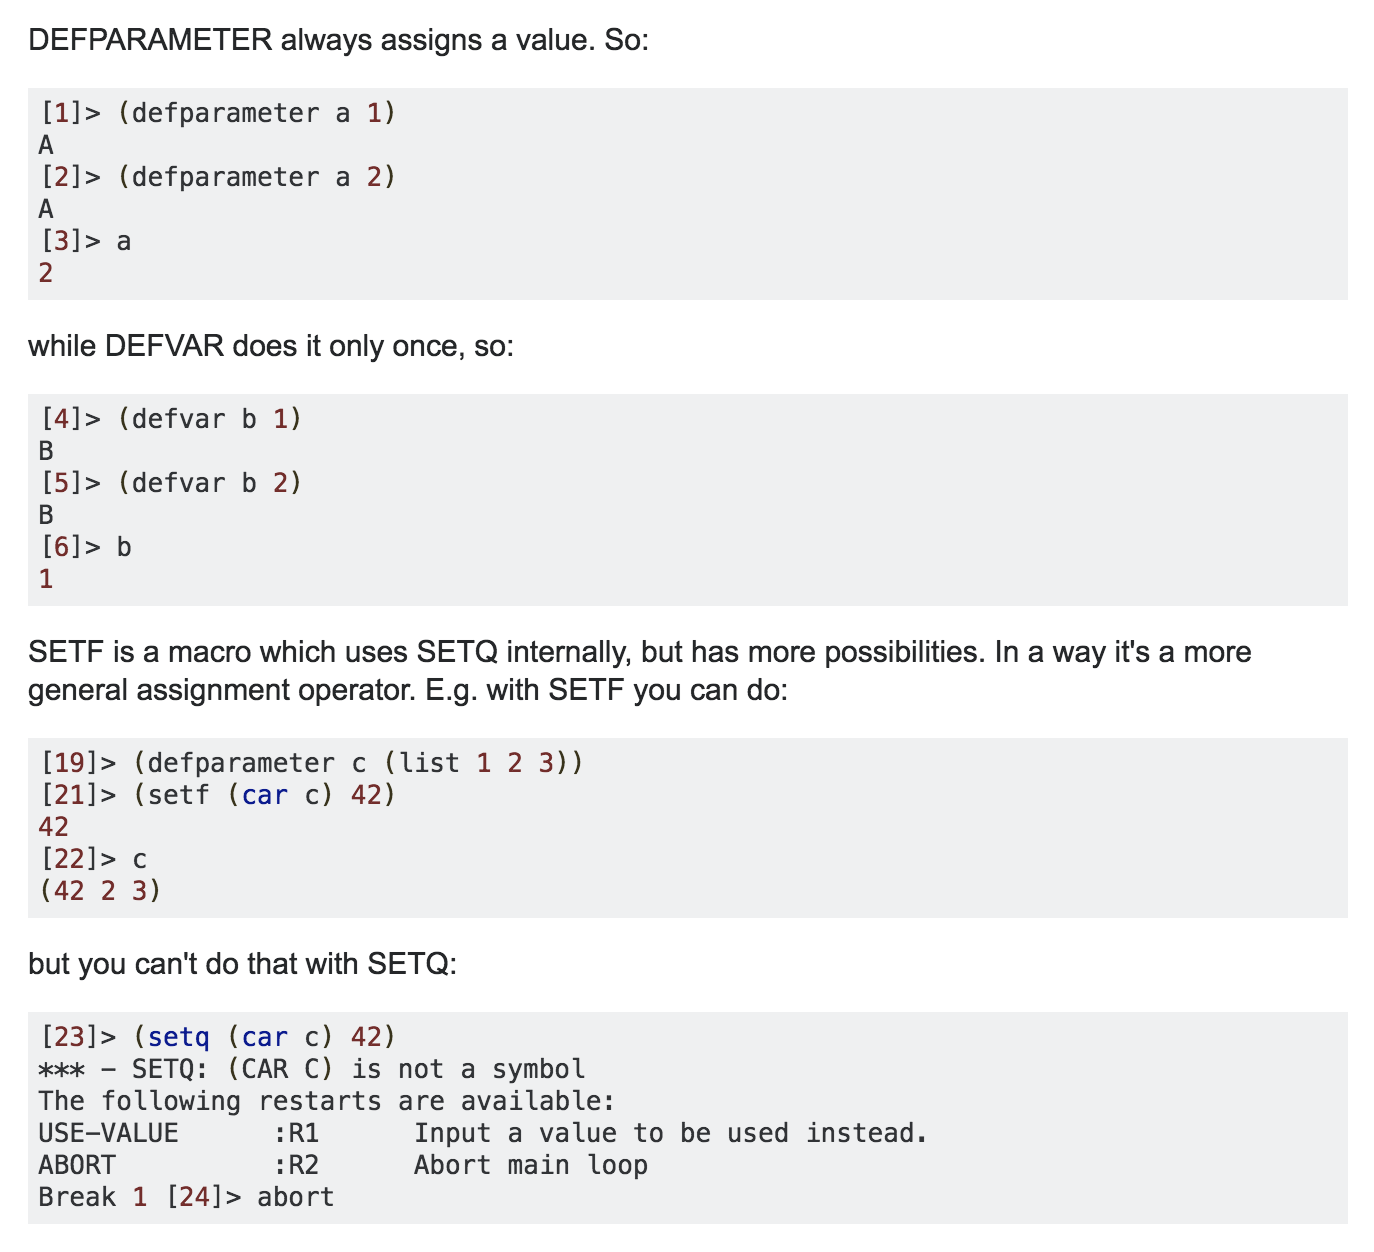 DEFPARAMETER always assigns a value. So:
[1]> (defparameter a 1)
A
[2]> (defparameter a 2)
A
[3]> a
2
while DEFVAR does it only once, so:
[4]> (defvar b 1)
B
[5]> (defvar b 2)
B
[6]> b
1
SETF is a macro which uses SETQ internally, but has more possibilities. In a way it's a more
general assignment operator. E.g. with SETF you can do:
[19]> (defparameter c (list 1 2 3))
[21]> (setf (car c) 42)
42
[22]> c
(42 2 3)
but you can't do that with SETQ:
[23]> (setq (car c) 42)
*** - SETQ: (CAR C) is not a symbol
The following restarts are available:
USE-VALUE      :R1      Input a value to be used instead.
ABORT          :R2      Abort main loop
Break 1 [24]> abort